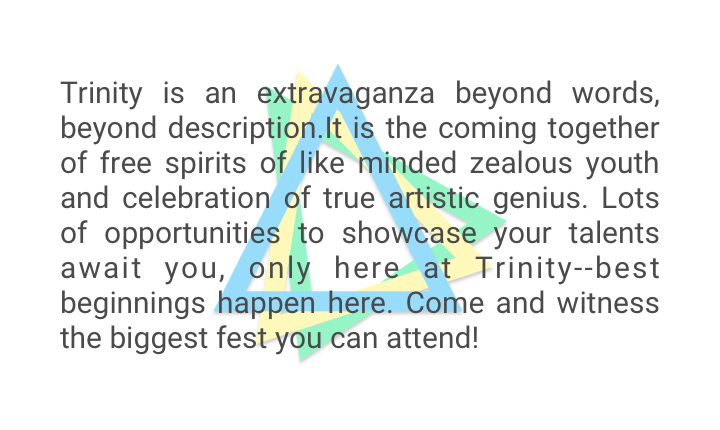 Trinity is an extravaganza beyond words,
beyond description.It is the coming together
of free spirits of like minded zealous youth
and celebration of true artistic genius. Lots
of opportunities to showcase your talents
await you, only here at Trinity--best
beginnings happen here. Come and witness
the biggest fest you can attend!